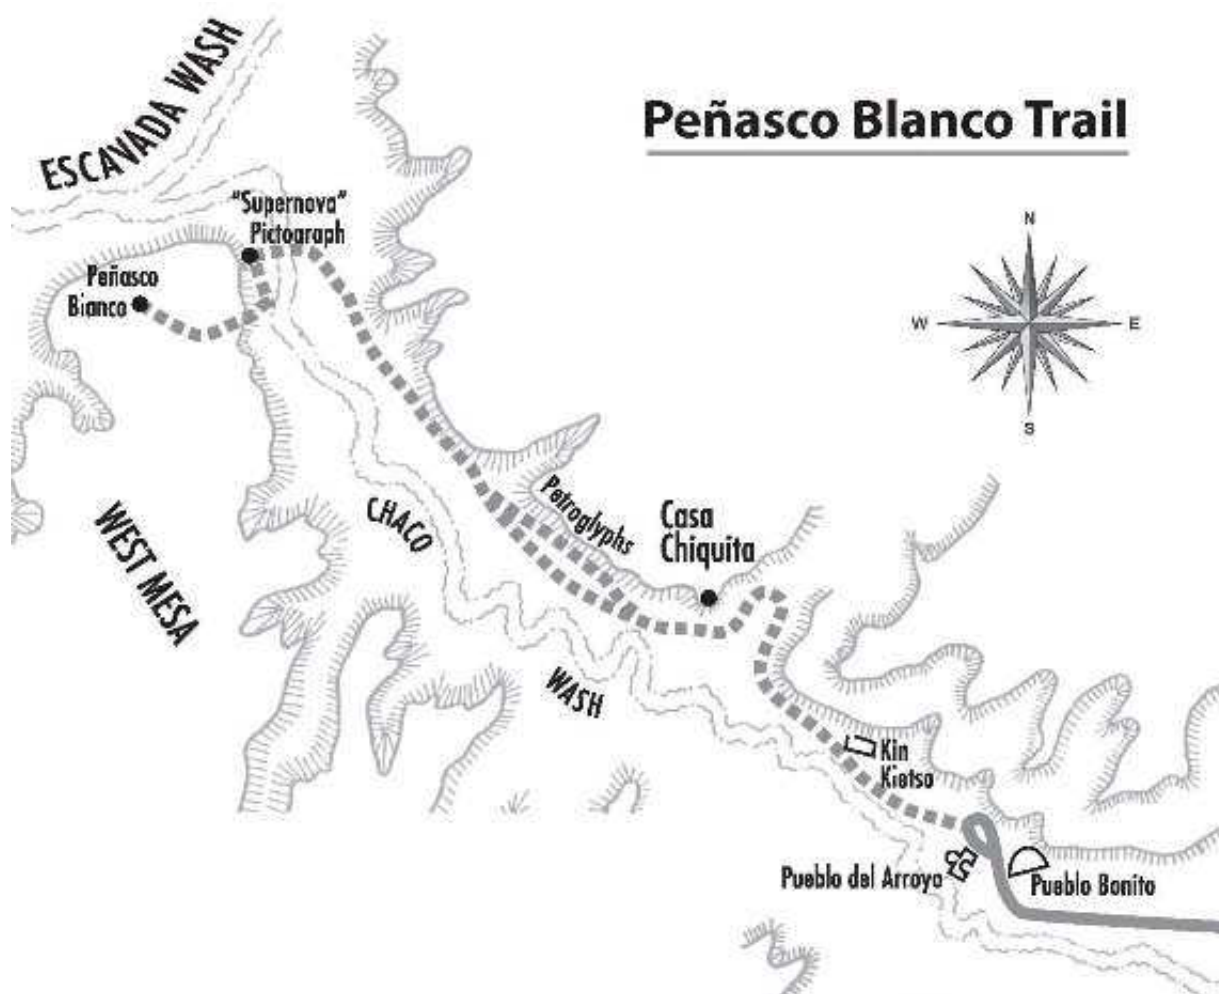 ESCAVADA WASH
Peñasco Blanco Trail
"Supernova"
Pictograph
Peñasco
Bianco
N
W
E
S
WEST MESA
CHACO
WASH
Petroglyphs
Casa
Chiquita
Kin
Kietso
Pueblo del Arroyo
Pueblo Bonito